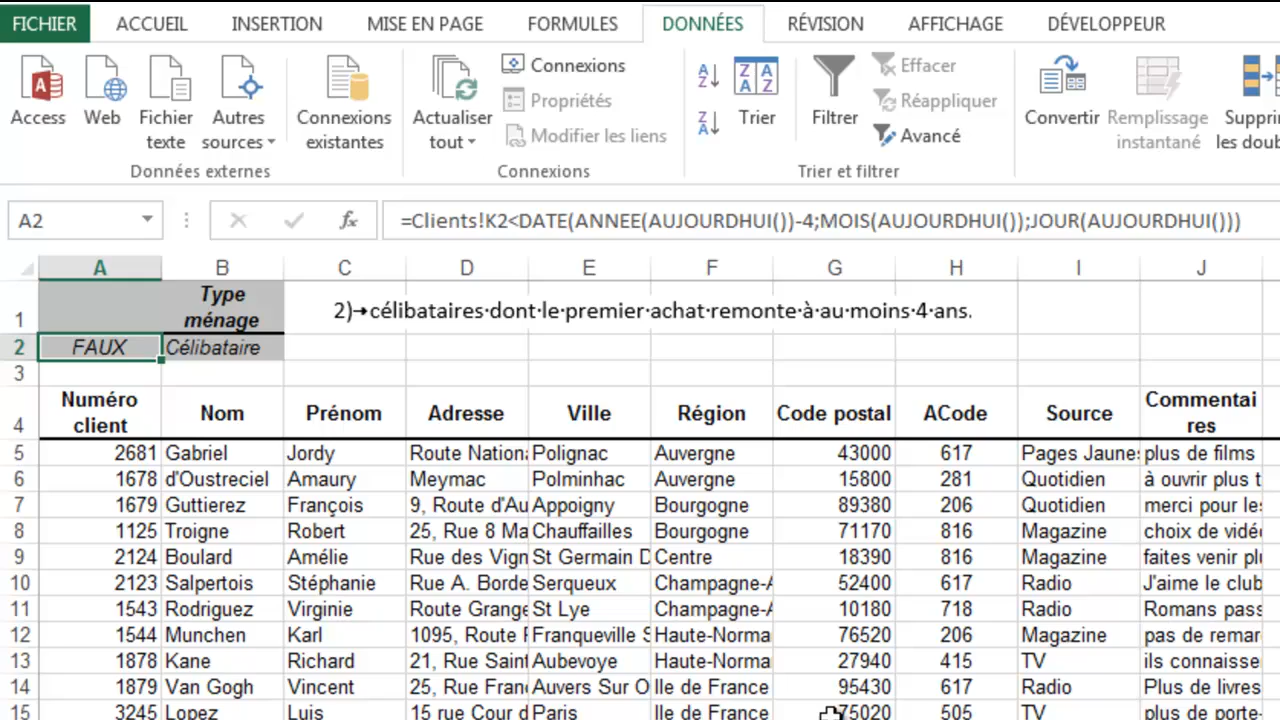 FICHIER ACCUEIL INSERTION MISE EN PAGE FORMULES DONNÉES RÉVISION AFFICHAGE DÉVELOPPEUR
Access Web Fichier texte Autres sources Connexions existantes Actualiser tout Connexions Propriétés Modifier les liens Trier Filtrer Effacer Réappliquer Avancé Convertir Remplissage instantané Suppri les doub
Données externes Connexions Trier et filtrer
A2 fx =Clients!K2<DATE(ANNEE(AUJOURDHUI())-4;MOIS(AUJOURDHUI());JOUR(AUJOURDHUI()))
A B C D E F G H I J
1 Type ménage 2)→célibataires·dont·le·premier·achat·remonte·à·au·moins·4·ans.
2 FAUX Célibataire
3
4 Numéro client Nom Prénom Adresse Ville Région Code postal ACode Source Commentai res
5 2681 Gabriel Jordy Route Nationa Polignac Auvergne 43000 617 Pages Jaunes plus de films
6 1678 d'Oustreciel Amaury Meymac Polminhac Auvergne 15800 281 Quotidien à ouvrir plus t
7 1679 Guttierez François 9, Route d'Au Appoigny Bourgogne 89380 206 Quotidien merci pour les
8 1125 Troigne Robert 25, Rue 8 Ma Chauffailles Bourgogne 71170 816 Magazine choix de vidé
9 2124 Boulard Amélie Rue des Vign St Germain D Centre 18390 816 Magazine faites venir plu
10 2123 Salpertois Stéphanie Rue A. Borde Serqueux Champagne-A 52400 617 Radio J'aime le club
11 1543 Rodriguez Virginie Route Grange St Lye Champagne-A 10180 718 Radio Romans pass
12 1544 Munchen Karl 1095, Route F Franqueville S Haute-Norma 76520 206 Magazine pas de remar
13 1878 Kane Richard 21, Rue Saint Aubevoye Haute-Norma 27940 415 TV ils connaisse
14 1879 Van Gogh Vincent 25, Rue Fran Auvers Sur O Ile de France 95430 617 Radio Plus de livres
15 3245 Lopez Luis 15 rue Cour d Paris Ile de France 75020 505 TV plus de porte-